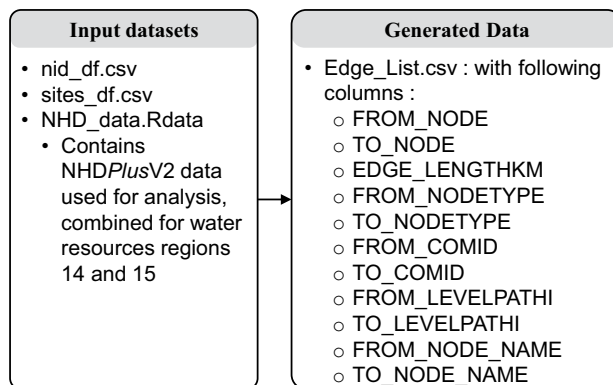 Input datasets
• nid_df.csv
• sites_df.csv
• NHD_data.Rdata
• Contains
NHDPlusV2 data
used for analysis,
combined for water
resources regions
14 and 15
Generated Data
• Edge_List.csv : with following
columns :
○ FROM_NODE
○ TO_NODE
○ EDGE_LENGTHKM
○ FROM_NODETYPE
○ TO_NODETYPE
○ FROM_COMID
○ TO_COMID
○ FROM_LEVELPATHI
○ TO_LEVELPATHI
○ FROM_NODE_NAME
○ TO_NODE_NAME